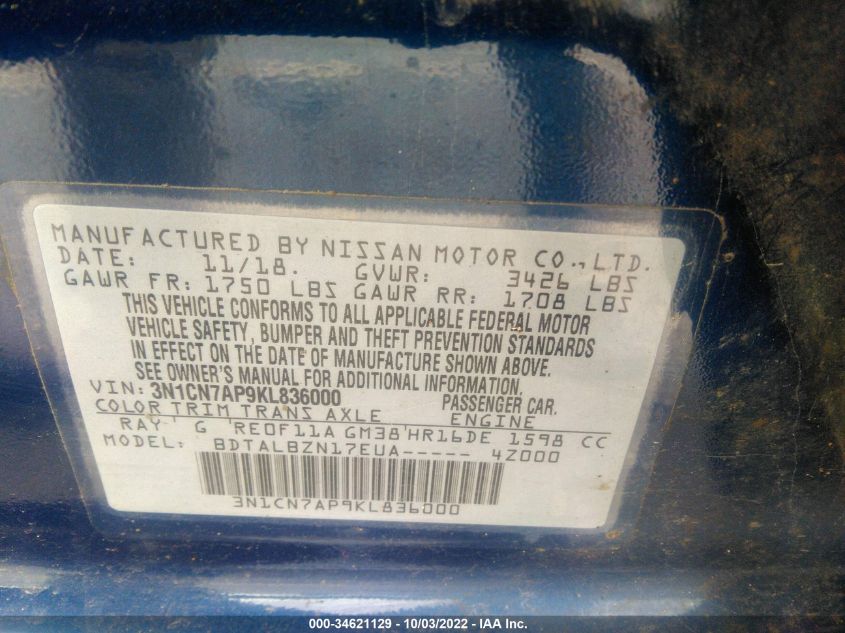 MANUFACTURED BY NISSAN MOTOR CO., LTD.
DATE: 11/18. GVWR: 3426 LBS
GAWR FR: 1750 LBS GAWR RR: 1708 LBS
THIS VEHICLE CONFORMS TO ALL APPLICABLE FEDERAL MOTOR
VEHICLE SAFETY, BUMPER AND THEFT PREVENTION STANDARDS
IN EFFECT ON THE DATE OF MANUFACTURE SHOWN ABOVE.
SEE OWNER'S MANUAL FOR ADDITIONAL INFORMATION.
VIN: 3N1CN7AP9KL836000 PASSENGER CAR.
COLOR TRIM TRANS AXLE ENGINE
RAY G RE0F11A GM38 HR16DE 1598 CC
MODEL: BDTALBZN17EUA----- 4Z000
3N1CN7AP9KL836000
000-34621129 - 10/03/2022 - IAA Inc.